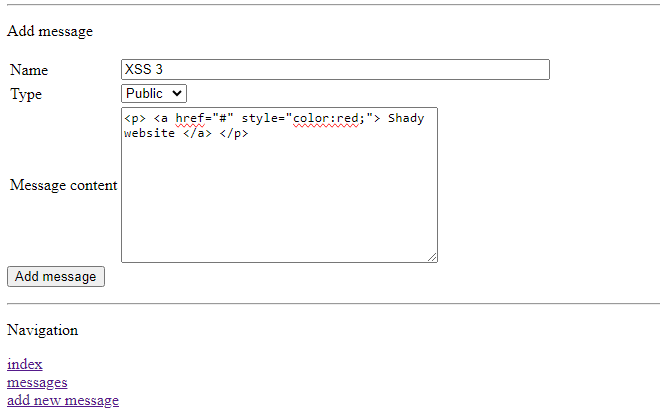 Add message
Name XSS 3
Type Public
<p> <a href="#" style="color:red;"> Shady
website </a> </p>
Message content
Add message
Navigation
index
messages
add new message